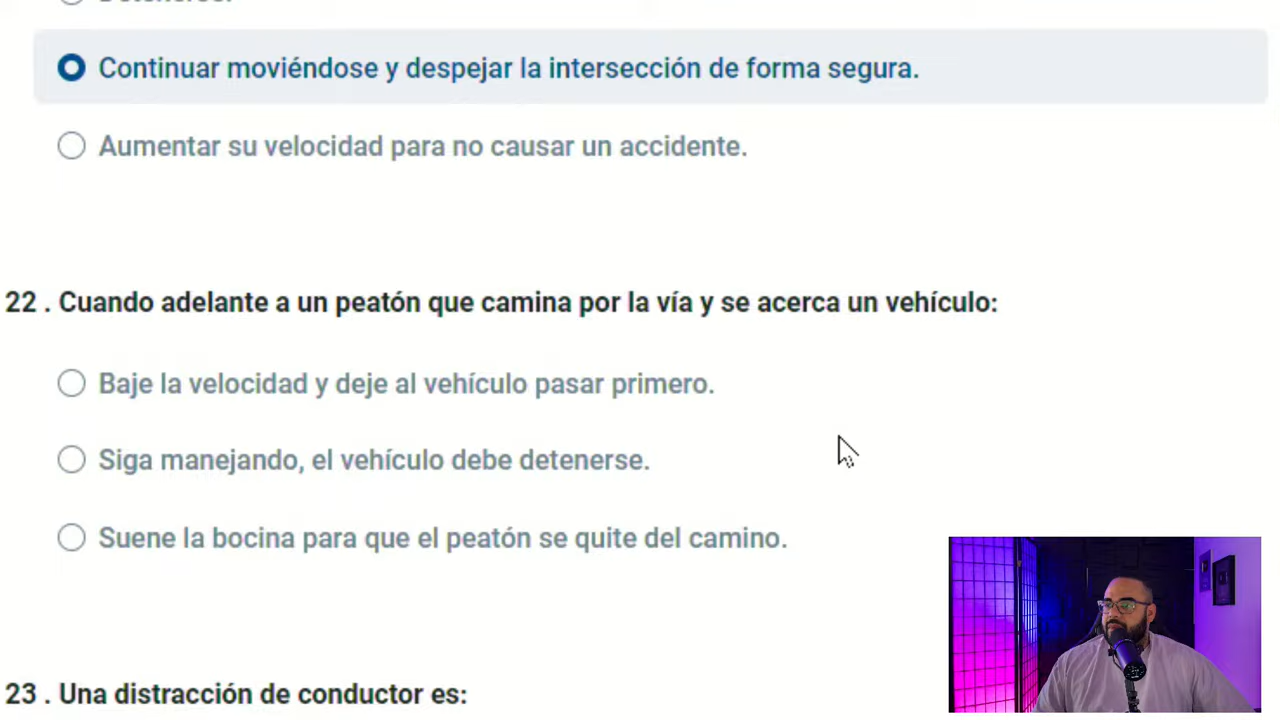 Continuar moviéndose y despejar la intersección de forma segura.
Aumentar su velocidad para no causar un accidente.
22 . Cuando adelante a un peatón que camina por la vía y se acerca un vehículo:
Baje la velocidad y deje al vehículo pasar primero.
Siga manejando, el vehículo debe detenerse.
Suene la bocina para que el peatón se quite del camino.
23 . Una distracción de conductor es: